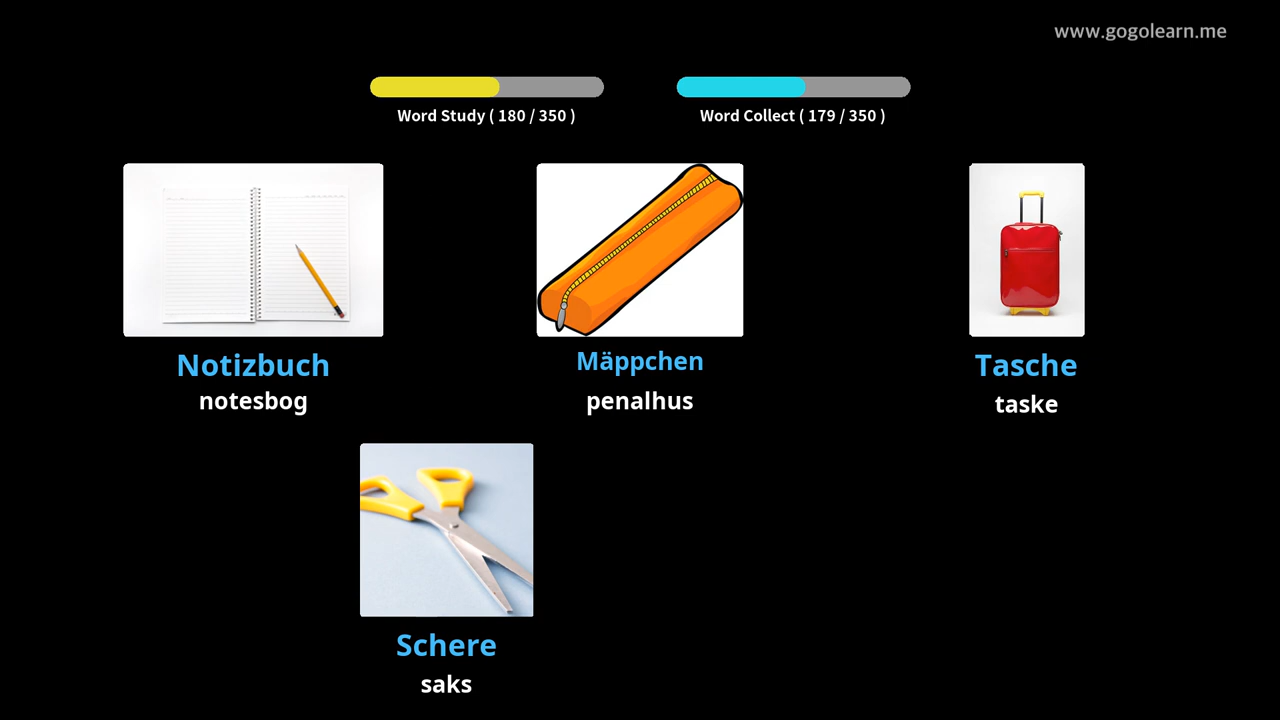 www.gogolearn.me
Word Study ( 180 / 350 )
Word Collect ( 179 / 350 )
Notizbuch
notesbog
Mäppchen
penalhus
Tasche
taske
Schere
saks